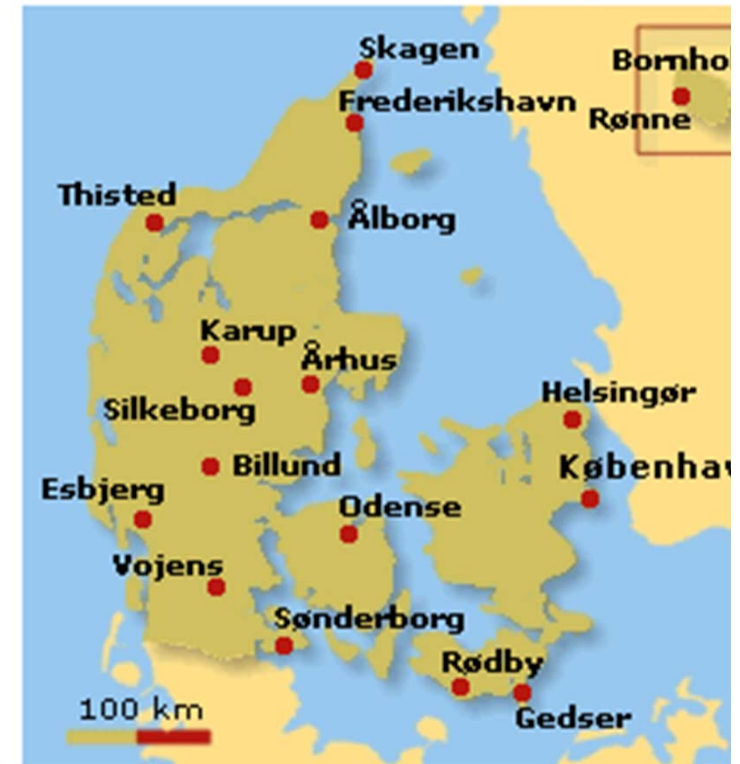 Skagen
Bornhol
Frederikshavn
Rønne
Thisted
Ålborg
Karup
Århus
Silkeborg
Helsingør
Billund
Københav
Esbjerg
Odense
Vojens
Sønderborg
Rødby
100 km
Gedser